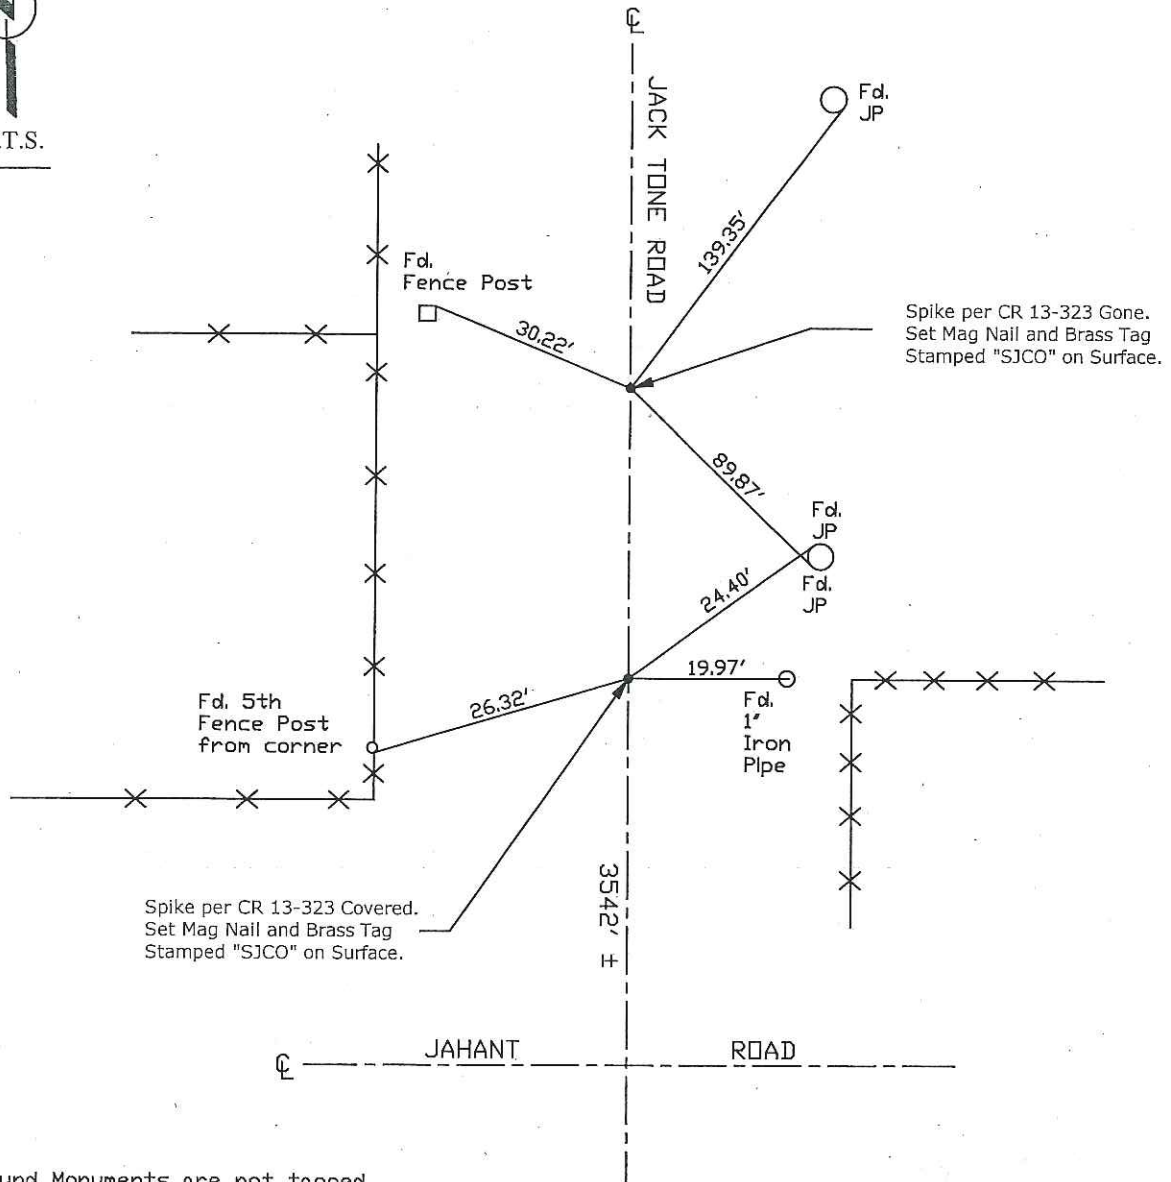 .T.S.
℄
JACK TONE ROAD
Fd.
JP
139.35'
Fd.
Fence Post
30.22'
Spike per CR 13-323 Gone.
Set Mag Nail and Brass Tag
Stamped "SJCO" on Surface.
89.87'
Fd.
JP
Fd.
JP
24.40'
19.97'
Fd.
1"
Iron
Pipe
26.32'
Fd. 5th
Fence Post
from corner
Spike per CR 13-323 Covered.
Set Mag Nail and Brass Tag
Stamped "SJCO" on Surface.
3542' ±
℄
JAHANT ROAD
und Monuments are not tagged